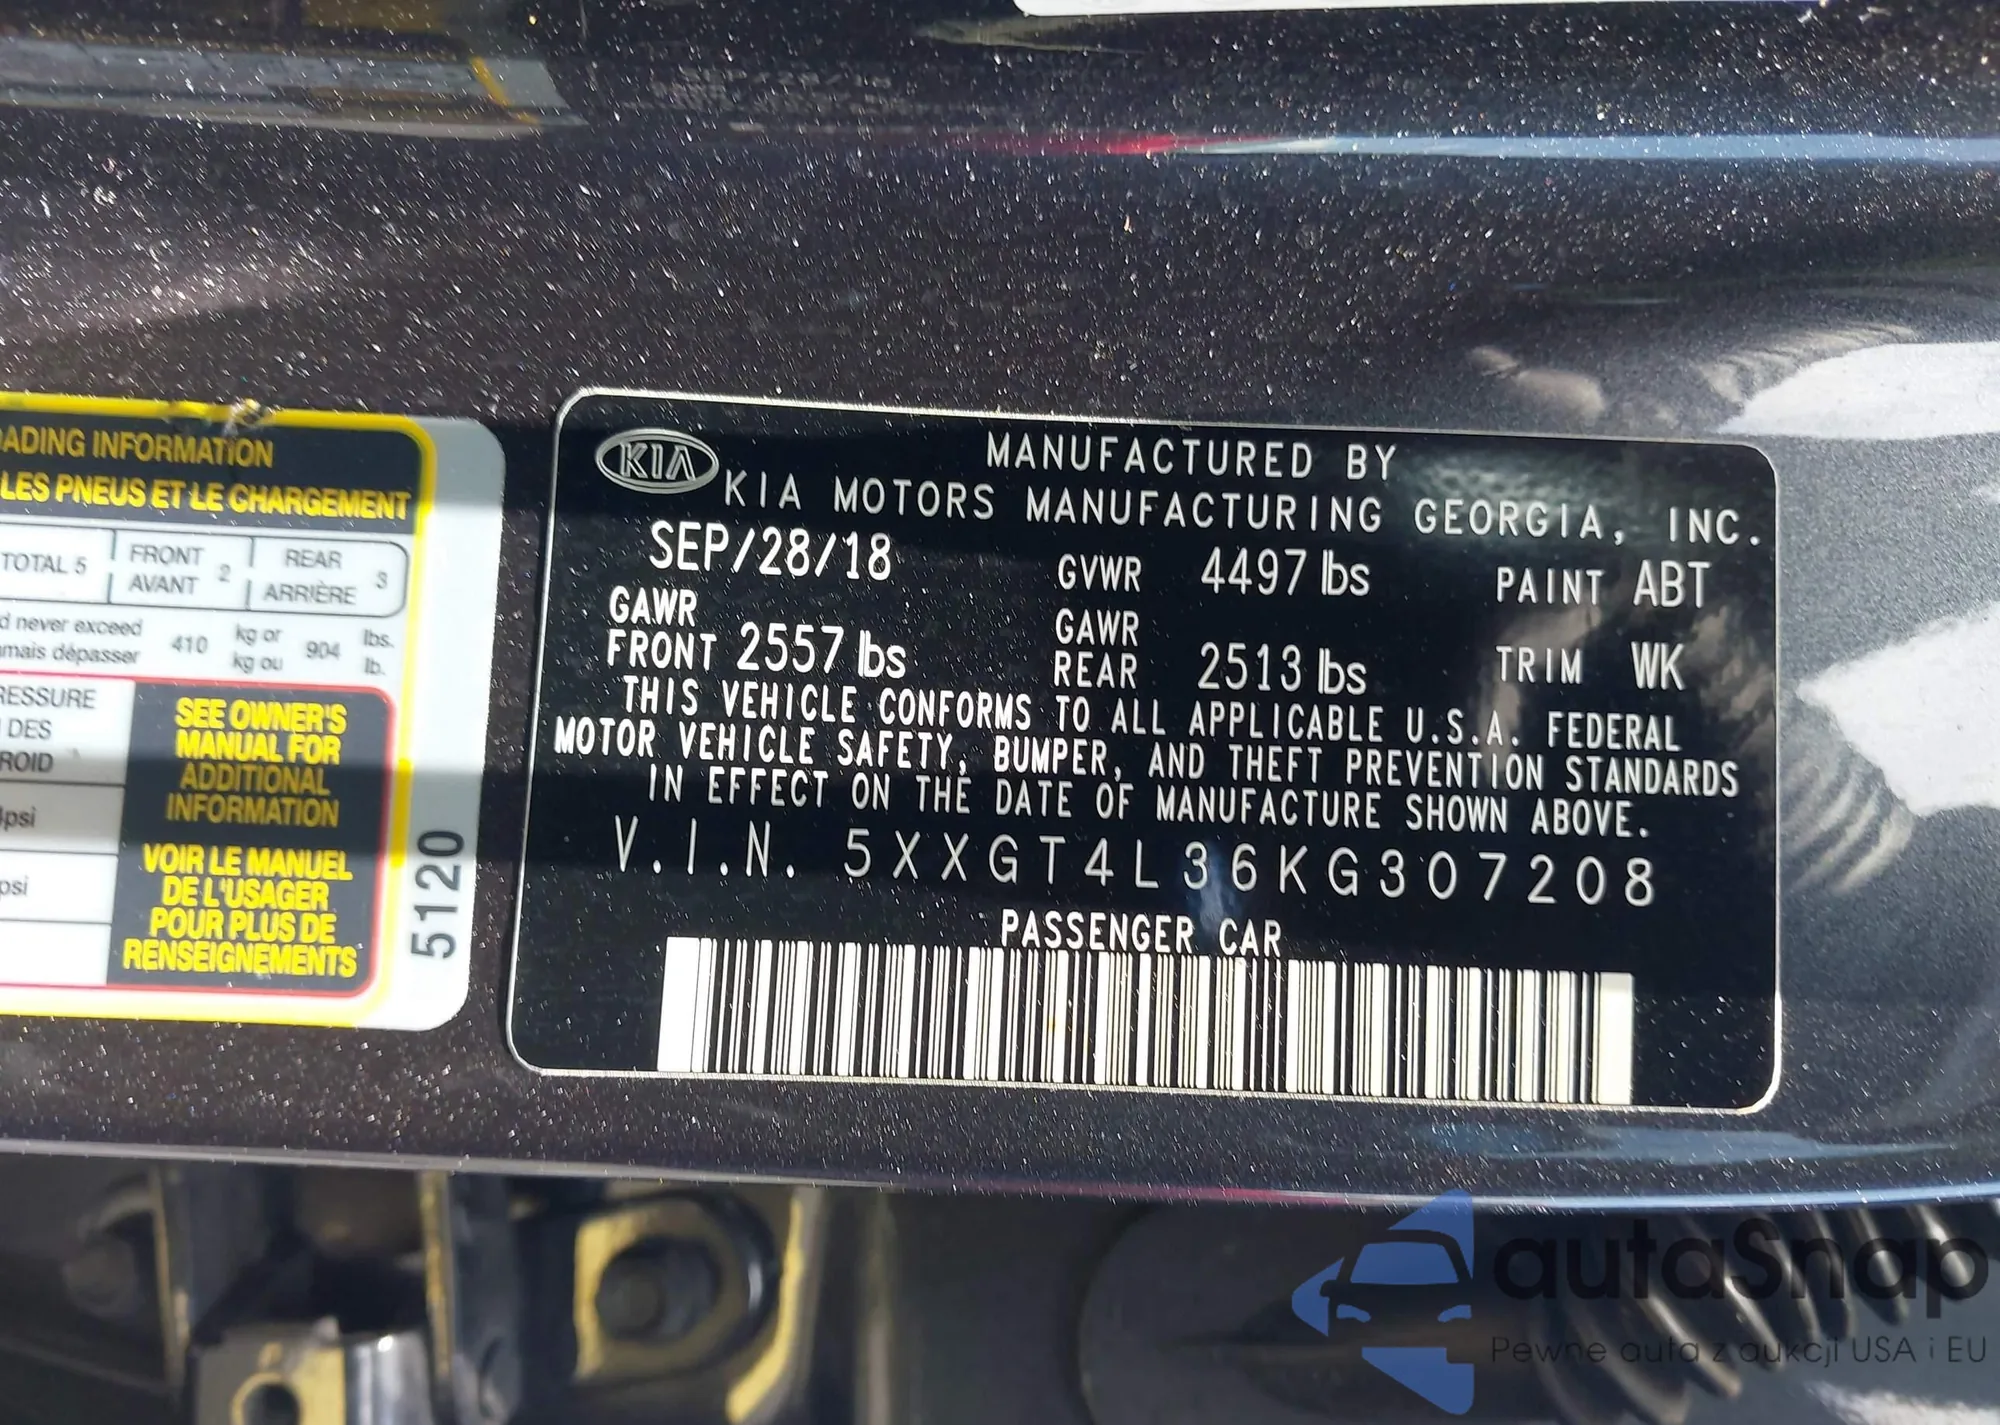 ADING INFORMATION
LES PNEUS ET LE CHARGEMENT
TOTAL 5
FRONT
AVANT
2
REAR
ARRIÈRE
3
d never exceed
mais dépasser
410
kg or
kg ou
904
lbs.
lb.
RESSURE
DES
ROID
psi
psi
SEE OWNER'S
MANUAL FOR
ADDITIONAL
INFORMATION
VOIR LE MANUEL
DE L'USAGER
POUR PLUS DE
RENSEIGNEMENTS
5120
KIA
MANUFACTURED BY
KIA MOTORS MANUFACTURING GEORGIA, INC.
SEP/28/18
GVWR 4497 lbs
PAINT ABT
GAWR
FRONT 2557 lbs
GAWR
REAR 2513 lbs
TRIM WK
THIS VEHICLE CONFORMS TO ALL APPLICABLE U.S.A. FEDERAL
MOTOR VEHICLE SAFETY, BUMPER, AND THEFT PREVENTION STANDARDS
IN EFFECT ON THE DATE OF MANUFACTURE SHOWN ABOVE.
V.I.N. 5XXGT4L36KG307208
PASSENGER CAR
autaSnap
Pewne auta z aukcji USA i EU